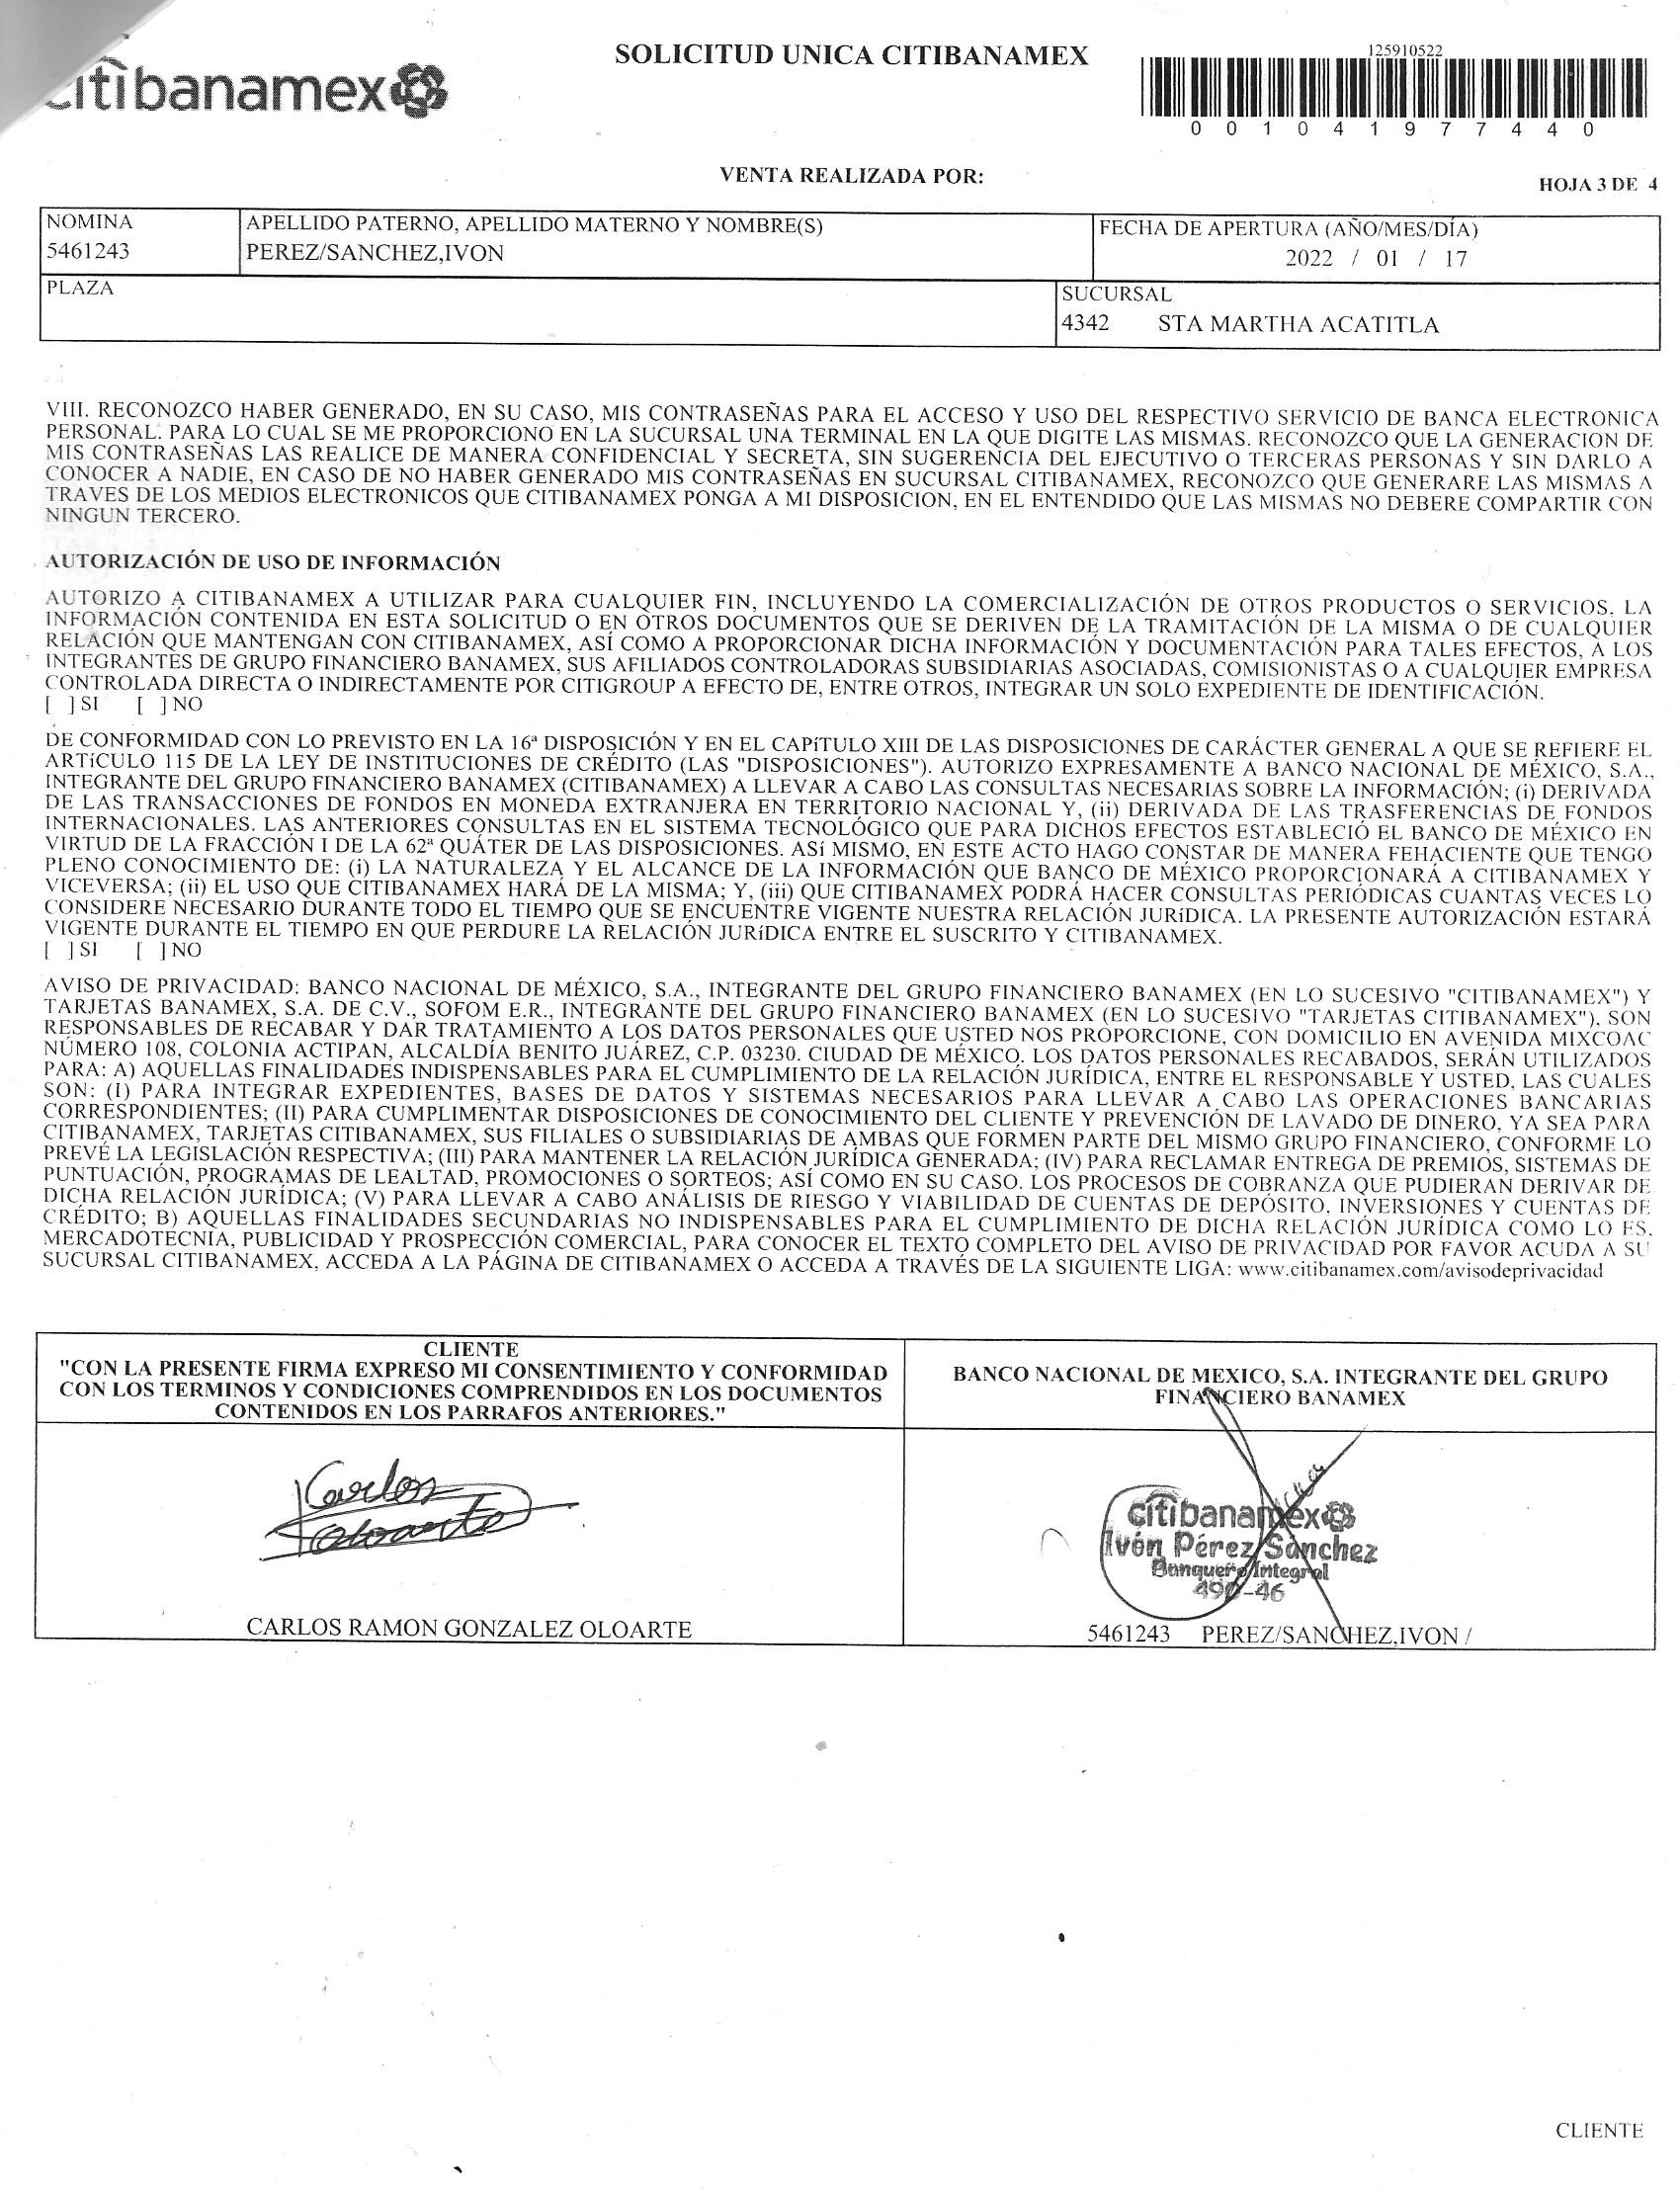 citibanamex
SOLICITUD UNICA CITIBANAMEX
125910522
0 0 1 0 4 1 9 7 7 4 4 0
VENTA REALIZADA POR:
HOJA 3 DE 4
NOMINA
5461243
APELLIDO PATERNO, APELLIDO MATERNO Y NOMBRE(S)
PEREZ/SANCHEZ,IVON
FECHA DE APERTURA (AÑO/MES/DÍA)
2022 / 01 / 17
PLAZA
SUCURSAL
4342 STA MARTHA ACATITLA
VIII. RECONOZCO HABER GENERADO, EN SU CASO, MIS CONTRASEÑAS PARA EL ACCESO Y USO DEL RESPECTIVO SERVICIO DE BANCA ELECTRONICA
PERSONAL. PARA LO CUAL SE ME PROPORCIONO EN LA SUCURSAL UNA TERMINAL EN LA QUE DIGITE LAS MISMAS. RECONOZCO QUE LA GENERACION DE
MIS CONTRASEÑAS LAS REALICE DE MANERA CONFIDENCIAL Y SECRETA, SIN SUGERENCIA DEL EJECUTIVO O TERCERAS PERSONAS Y SIN DARLO A
CONOCER A NADIE, EN CASO DE NO HABER GENERADO MIS CONTRASEÑAS EN SUCURSAL CITIBANAMEX, RECONOZCO QUE GENERARE LAS MISMAS A
TRAVES DE LOS MEDIOS ELECTRONICOS QUE CITIBANAMEX PONGA A MI DISPOSICION, EN EL ENTENDIDO QUE LAS MISMAS NO DEBERE COMPARTIR CON
NINGUN TERCERO.
AUTORIZACIÓN DE USO DE INFORMACIÓN
AUTORIZO A CITIBANAMEX A UTILIZAR PARA CUALQUIER FIN, INCLUYENDO LA COMERCIALIZACIÓN DE OTROS PRODUCTOS O SERVICIOS. LA
INFORMACIÓN CONTENIDA EN ESTA SOLICITUD O EN OTROS DOCUMENTOS QUE SE DERIVEN DE LA TRAMITACIÓN DE LA MISMA O DE CUALQUIER
RELACIÓN QUE MANTENGAN CON CITIBANAMEX, ASÍ COMO A PROPORCIONAR DICHA INFORMACIÓN Y DOCUMENTACIÓN PARA TALES EFECTOS, A LOS
INTEGRANTES DE GRUPO FINANCIERO BANAMEX, SUS AFILIADOS CONTROLADORAS SUBSIDIARIAS ASOCIADAS, COMISIONISTAS O A CUALQUIER EMPRESA
CONTROLADA DIRECTA O INDIRECTAMENTE POR CITIGROUP A EFECTO DE, ENTRE OTROS, INTEGRAR UN SOLO EXPEDIENTE DE IDENTIFICACIÓN.
[ ] SI [ ] NO
DE CONFORMIDAD CON LO PREVISTO EN LA 16ª DISPOSICIÓN Y EN EL CAPíTULO XIII DE LAS DISPOSICIONES DE CARÁCTER GENERAL A QUE SE REFIERE EL
ARTíCULO 115 DE LA LEY DE INSTITUCIONES DE CRÉDITO (LAS "DISPOSICIONES"). AUTORIZO EXPRESAMENTE A BANCO NACIONAL DE MÉXICO, S.A.,
INTEGRANTE DEL GRUPO FINANCIERO BANAMEX (CITIBANAMEX) A LLEVAR A CABO LAS CONSULTAS NECESARIAS SOBRE LA INFORMACIÓN; (i) DERIVADA
DE LAS TRANSACCIONES DE FONDOS EN MONEDA EXTRANJERA EN TERRITORIO NACIONAL Y, (ii) DERIVADA DE LAS TRASFERENCIAS DE FONDOS
INTERNACIONALES. LAS ANTERIORES CONSULTAS EN EL SISTEMA TECNOLÓGICO QUE PARA DICHOS EFECTOS ESTABLECIÓ EL BANCO DE MÉXICO EN
VIRTUD DE LA FRACCIÓN I DE LA 62ª QUÁTER DE LAS DISPOSICIONES. ASí MISMO, EN ESTE ACTO HAGO CONSTAR DE MANERA FEHACIENTE QUE TENGO
PLENO CONOCIMIENTO DE: (i) LA NATURALEZA Y EL ALCANCE DE LA INFORMACIÓN QUE BANCO DE MÉXICO PROPORCIONARÁ A CITIBANAMEX Y
VICEVERSA; (ii) EL USO QUE CITIBANAMEX HARÁ DE LA MISMA; Y, (iii) QUE CITIBANAMEX PODRÁ HACER CONSULTAS PERIÓDICAS CUANTAS VECES LO
CONSIDERE NECESARIO DURANTE TODO EL TIEMPO QUE SE ENCUENTRE VIGENTE NUESTRA RELACIÓN JURíDICA. LA PRESENTE AUTORIZACIÓN ESTARÁ
VIGENTE DURANTE EL TIEMPO EN QUE PERDURE LA RELACIÓN JURíDICA ENTRE EL SUSCRITO Y CITIBANAMEX.
[ ] SI [ ] NO
AVISO DE PRIVACIDAD: BANCO NACIONAL DE MÉXICO, S.A., INTEGRANTE DEL GRUPO FINANCIERO BANAMEX (EN LO SUCESIVO "CITIBANAMEX") Y
TARJETAS BANAMEX, S.A. DE C.V., SOFOM E.R., INTEGRANTE DEL GRUPO FINANCIERO BANAMEX (EN LO SUCESIVO "TARJETAS CITIBANAMEX"), SON
RESPONSABLES DE RECABAR Y DAR TRATAMIENTO A LOS DATOS PERSONALES QUE USTED NOS PROPORCIONE, CON DOMICILIO EN AVENIDA MIXCOAC
NÚMERO 108, COLONIA ACTIPAN, ALCALDÍA BENITO JUÁREZ, C.P. 03230. CIUDAD DE MÉXICO. LOS DATOS PERSONALES RECABADOS, SERÁN UTILIZADOS
PARA: A) AQUELLAS FINALIDADES INDISPENSABLES PARA EL CUMPLIMIENTO DE LA RELACIÓN JURÍDICA, ENTRE EL RESPONSABLE Y USTED, LAS CUALES
SON: (I) PARA INTEGRAR EXPEDIENTES, BASES DE DATOS Y SISTEMAS NECESARIOS PARA LLEVAR A CABO LAS OPERACIONES BANCARIAS
CORRESPONDIENTES; (II) PARA CUMPLIMENTAR DISPOSICIONES DE CONOCIMIENTO DEL CLIENTE Y PREVENCIÓN DE LAVADO DE DINERO, YA SEA PARA
CITIBANAMEX, TARJETAS CITIBANAMEX, SUS FILIALES O SUBSIDIARIAS DE AMBAS QUE FORMEN PARTE DEL MISMO GRUPO FINANCIERO, CONFORME LO
PREVÉ LA LEGISLACIÓN RESPECTIVA; (III) PARA MANTENER LA RELACIÓN JURÍDICA GENERADA; (IV) PARA RECLAMAR ENTREGA DE PREMIOS, SISTEMAS DE
PUNTUACIÓN, PROGRAMAS DE LEALTAD, PROMOCIONES O SORTEOS; ASÍ COMO EN SU CASO. LOS PROCESOS DE COBRANZA QUE PUDIERAN DERIVAR DE
DICHA RELACIÓN JURÍDICA; (V) PARA LLEVAR A CABO ANÁLISIS DE RIESGO Y VIABILIDAD DE CUENTAS DE DEPÓSITO, INVERSIONES Y CUENTAS DE
CRÉDITO; B) AQUELLAS FINALIDADES SECUNDARIAS NO INDISPENSABLES PARA EL CUMPLIMIENTO DE DICHA RELACIÓN JURÍDICA COMO LO ES,
MERCADOTECNIA, PUBLICIDAD Y PROSPECCIÓN COMERCIAL, PARA CONOCER EL TEXTO COMPLETO DEL AVISO DE PRIVACIDAD POR FAVOR ACUDA A SU
SUCURSAL CITIBANAMEX, ACCEDA A LA PÁGINA DE CITIBANAMEX O ACCEDA A TRAVÉS DE LA SIGUIENTE LIGA: www.citibanamex.com/avisodeprivacidad
CLIENTE
"CON LA PRESENTE FIRMA EXPRESO MI CONSENTIMIENTO Y CONFORMIDAD
CON LOS TERMINOS Y CONDICIONES COMPRENDIDOS EN LOS DOCUMENTOS
CONTENIDOS EN LOS PARRAFOS ANTERIORES."
BANCO NACIONAL DE MEXICO, S.A. INTEGRANTE DEL GRUPO
FINANCIERO BANAMEX
Carlos
Oloarte
CARLOS RAMON GONZALEZ OLOARTE
citibanamex
Ivón Pérez Sánchez
Banquero Integral
490-46
5461243 PEREZ/SANCHEZ,IVON /
CLIENTE